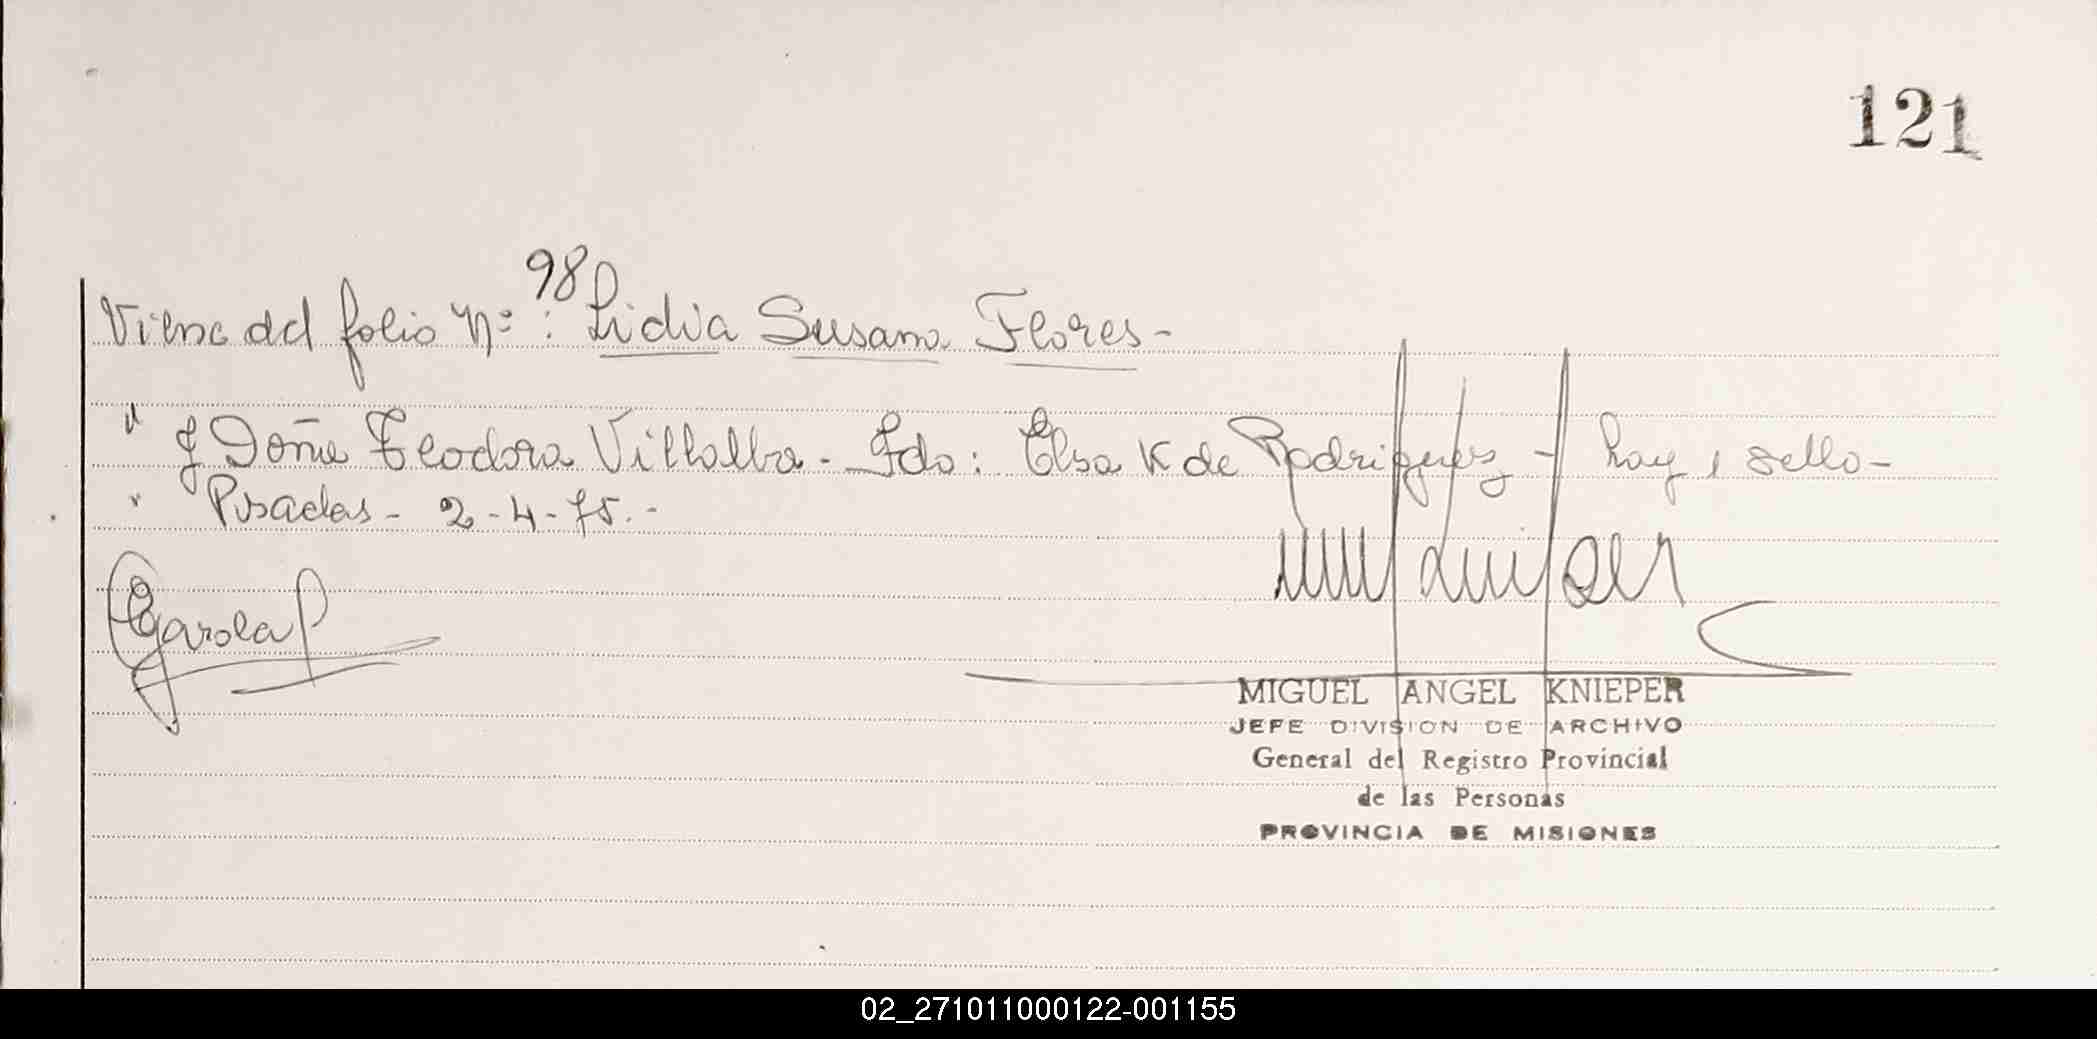 121
Viene del folio Nº 98: Lidia Susana Flores-
y Doña Teodora Villalba - Fdo: Elsa K de Rodriguez - hay 1 sello-
Posadas - 2-4-75.-
MIGUEL ANGEL KNIEPER
JEFE DIVISION DE ARCHIVO
General del Registro Provincial
de las Personas
PROVINCIA DE MISIONES
02_271011000122-001155